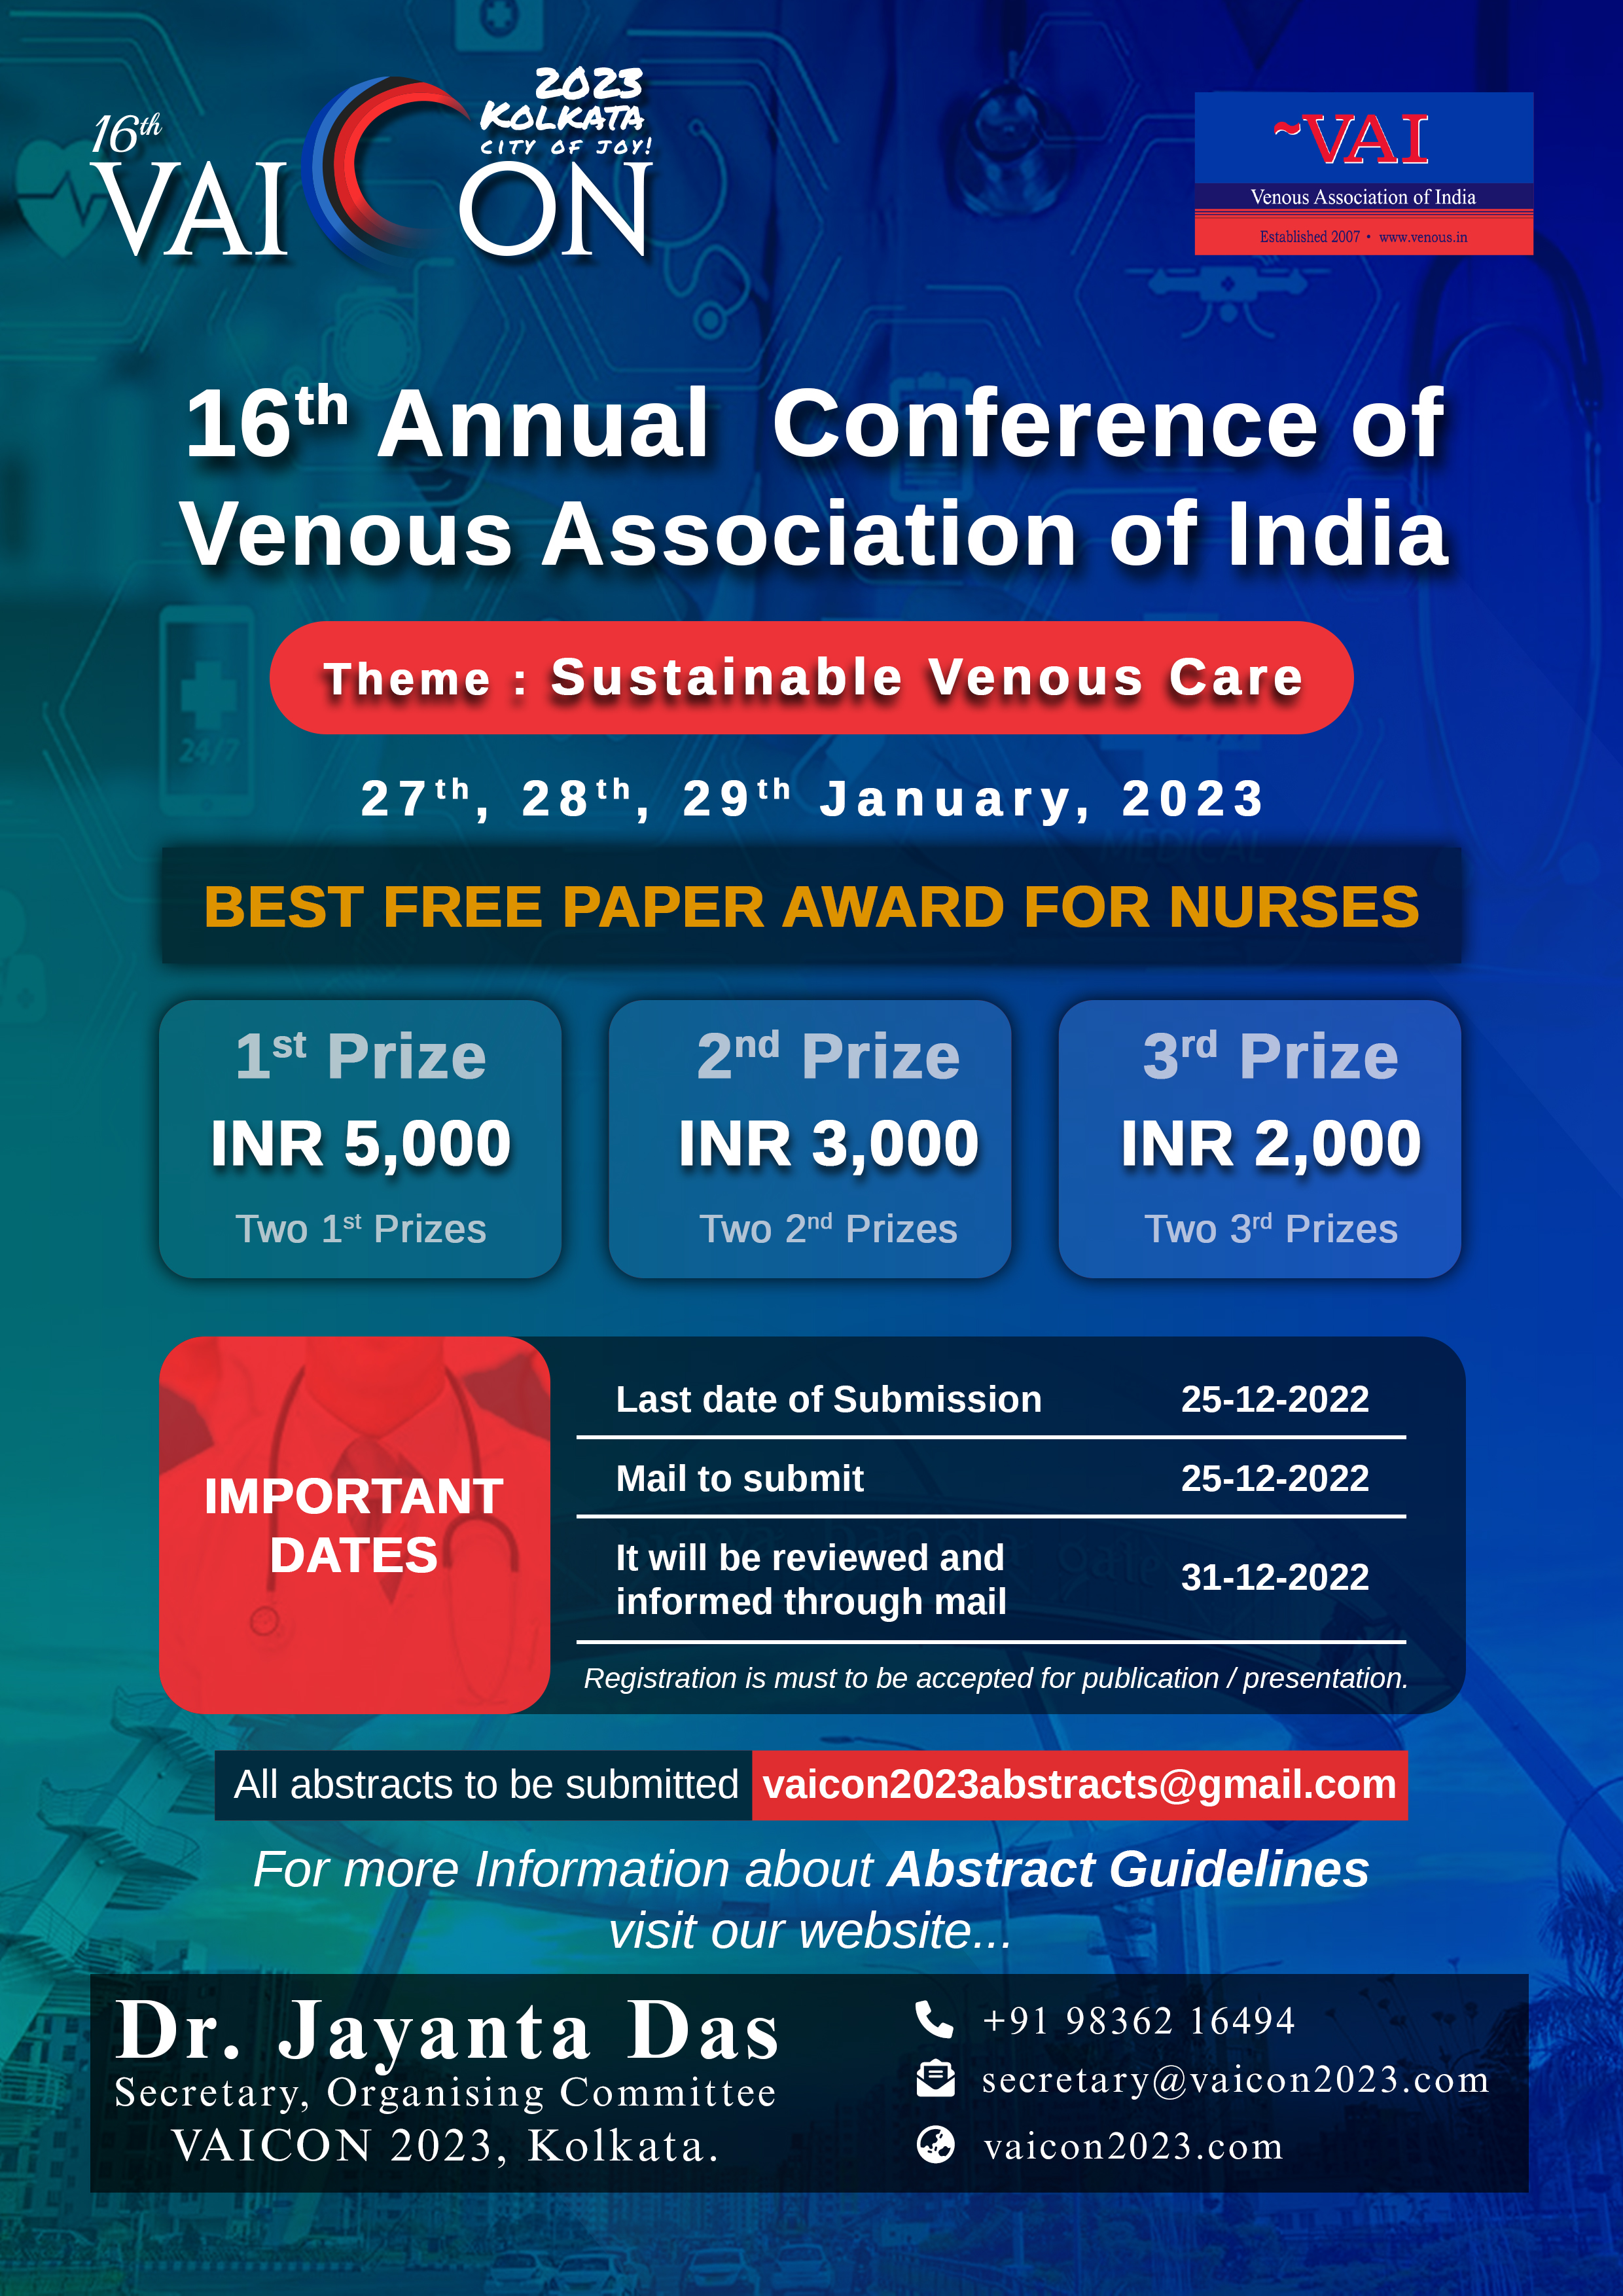 16th
2023
KOLKATA
CITY OF JOY!
VAICON
~VAI
Venous Association of India
Established 2007 • www.venous.in
16th Annual Conference of
Venous Association of India
Theme : Sustainable Venous Care
27th, 28th, 29th January, 2023
BEST FREE PAPER AWARD FOR NURSES
1st Prize
INR 5,000
Two 1st Prizes
2nd Prize
INR 3,000
Two 2nd Prizes
3rd Prize
INR 2,000
Two 3rd Prizes
IMPORTANT
DATES
Last date of Submission 25-12-2022
Mail to submit 25-12-2022
It will be reviewed and
informed through mail 31-12-2022
Registration is must to be accepted for publication / presentation.
All abstracts to be submitted vaicon2023abstracts@gmail.com
For more Information about Abstract Guidelines
visit our website...
Dr. Jayanta Das
Secretary, Organising Committee
VAICON 2023, Kolkata.
+91 98362 16494
secretary@vaicon2023.com
vaicon2023.com
24/7
MEDICAL